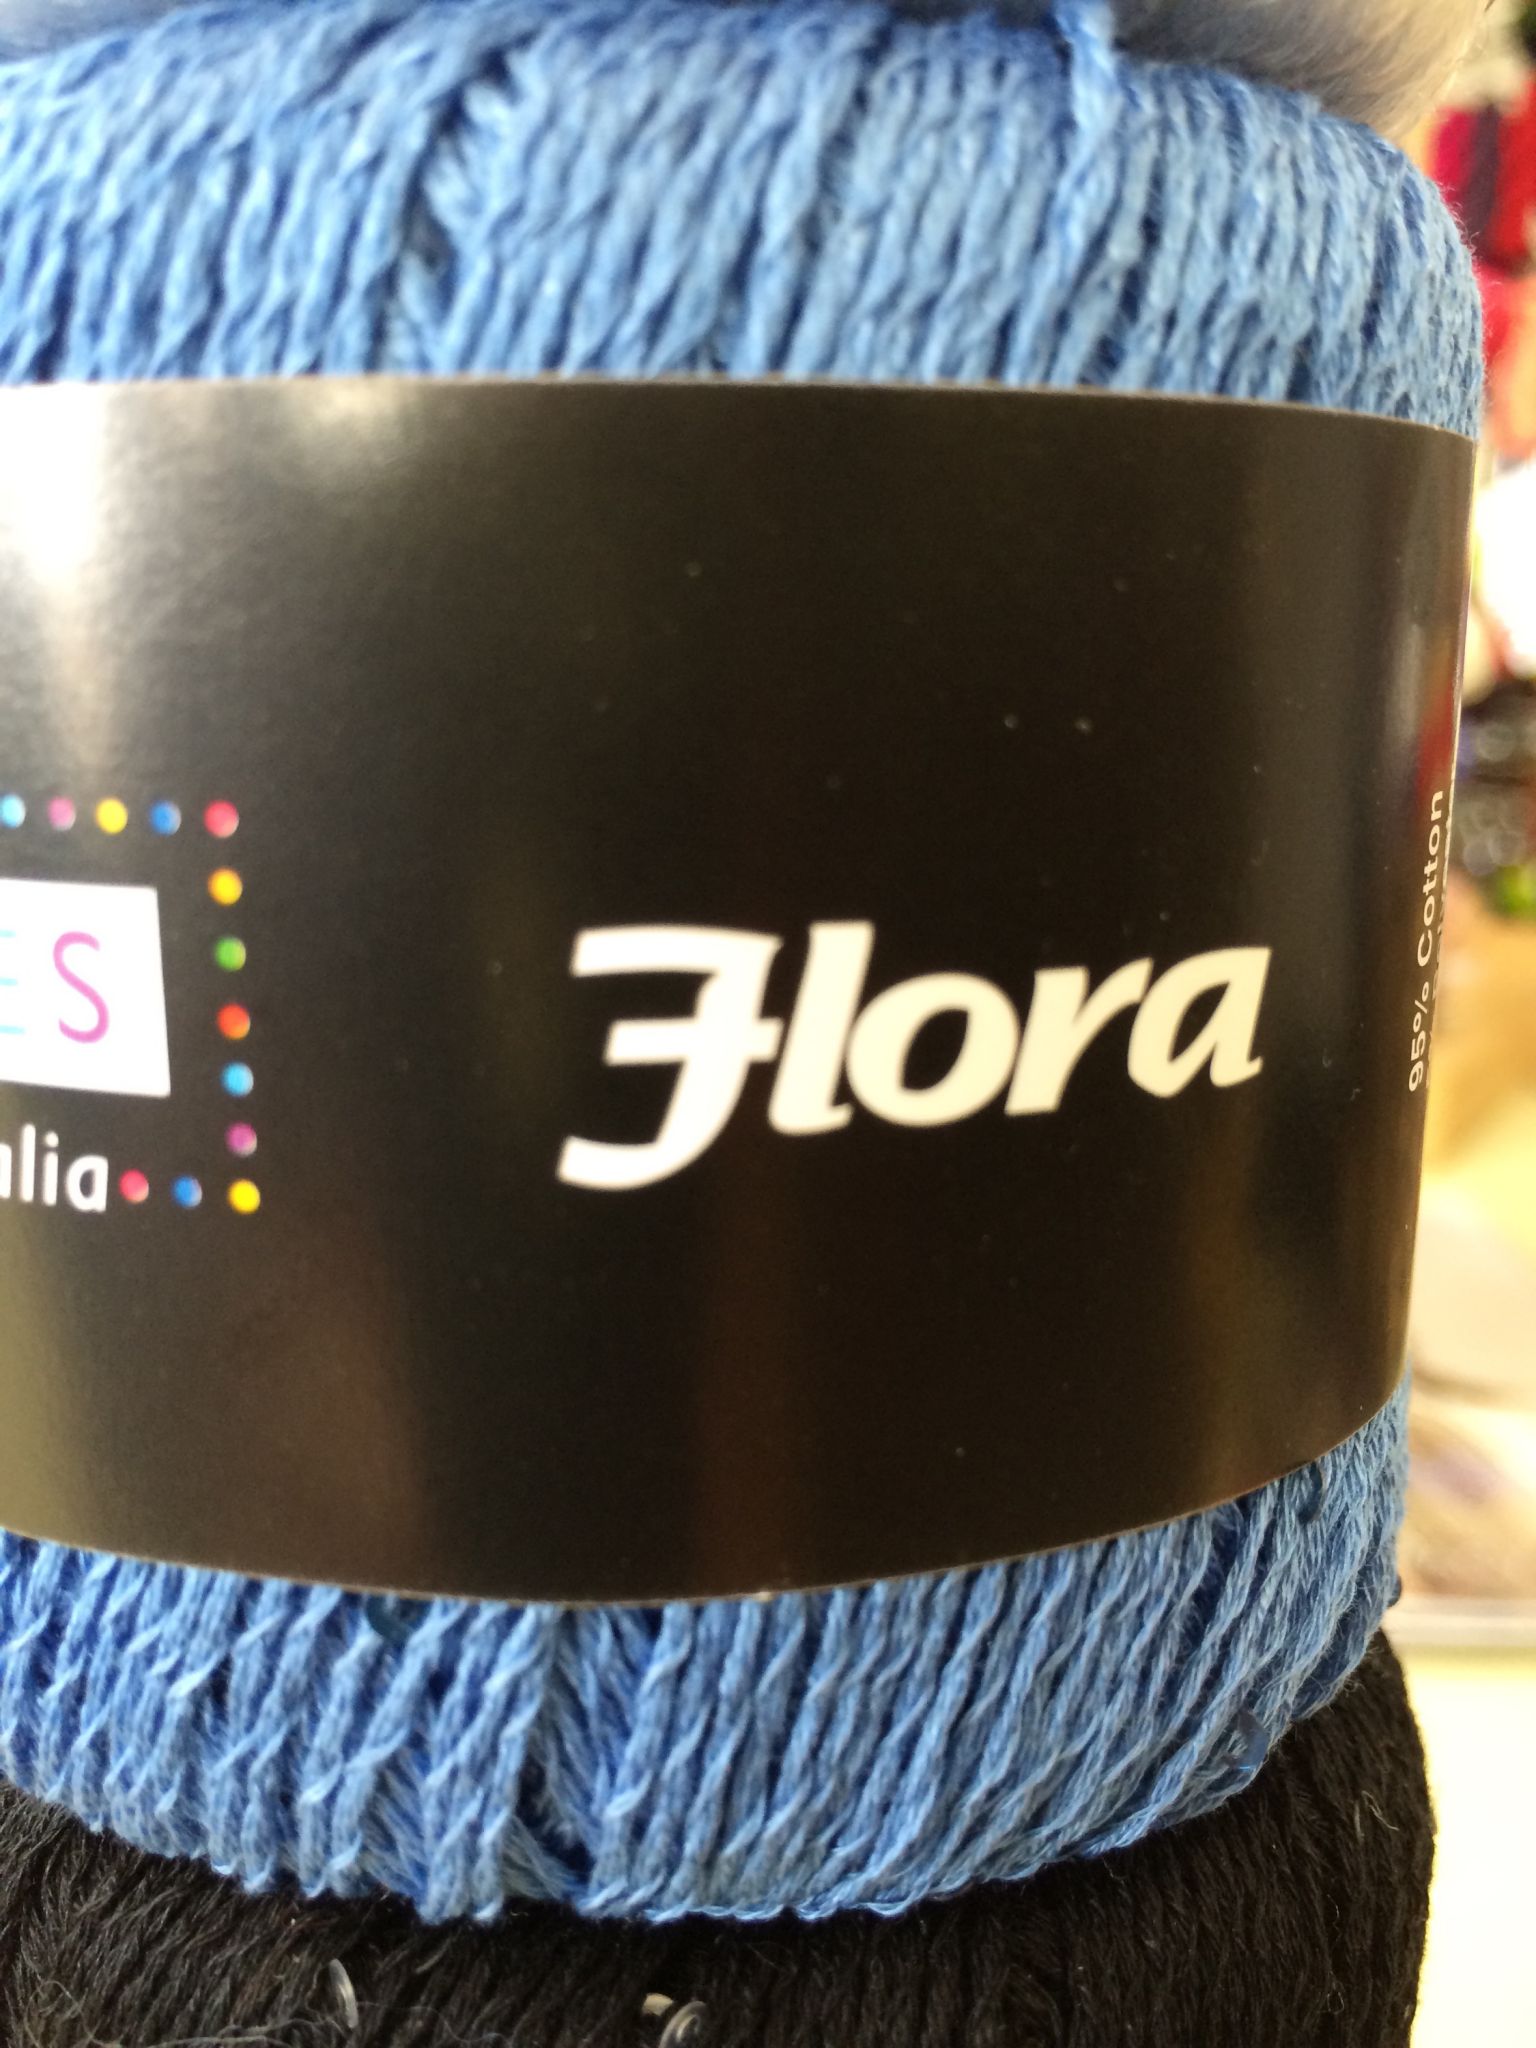 ES
alia
Flora
95% Cotton